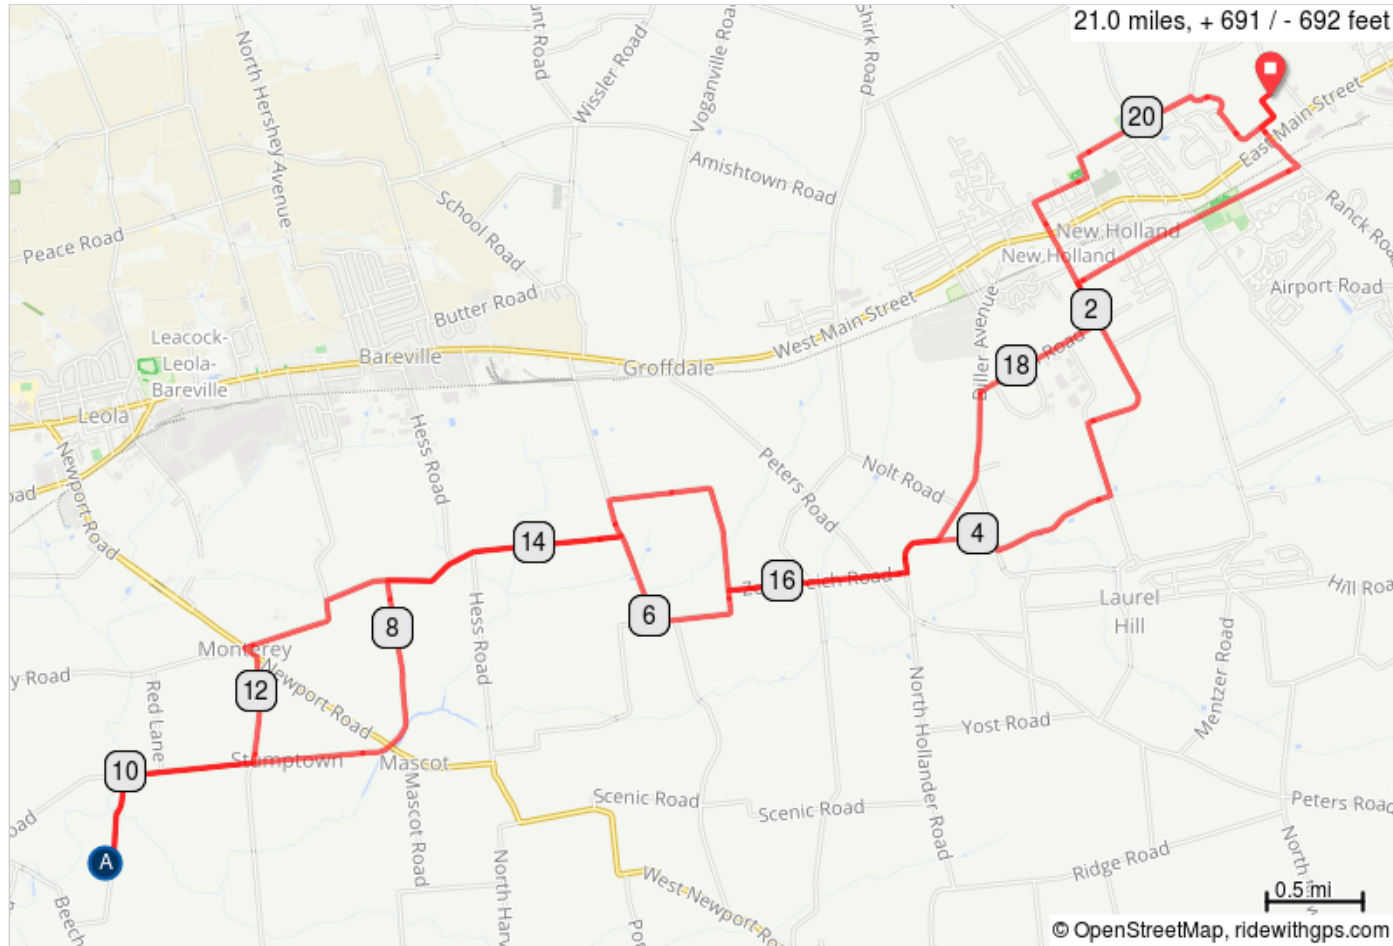 21.0 miles, + 691 / - 692 feet
Shirk Road
Voganville Road
Wissler Road
North Hershey Avenue
20
East Main Street
Amishtown Road
School Road
Ranck Road
Peace Road
New Holland
New Holland
Airport Road
Butter Road
2
West Main Street
Diller Avenue
Leacock-
Leola-
Bareville
Bareville
Groffdale
18
Road
Leola
Hess Road
Newport Road
Peters Road
Nolt Road
4
14
16
Road
Hill Road
Laurel
Hill
6
8
Hess Road
Monterey
Mentzer Road
12
Newport Road
Red Lane
North Hollander Road
Yost Road
Stumptown
Mascot
10
Mascot Road
Scenic Road
Scenic Road
Peters Road
A
Ridge Road
West Newport Road
0.5 mi
© OpenStreetMap, ridewithgps.com